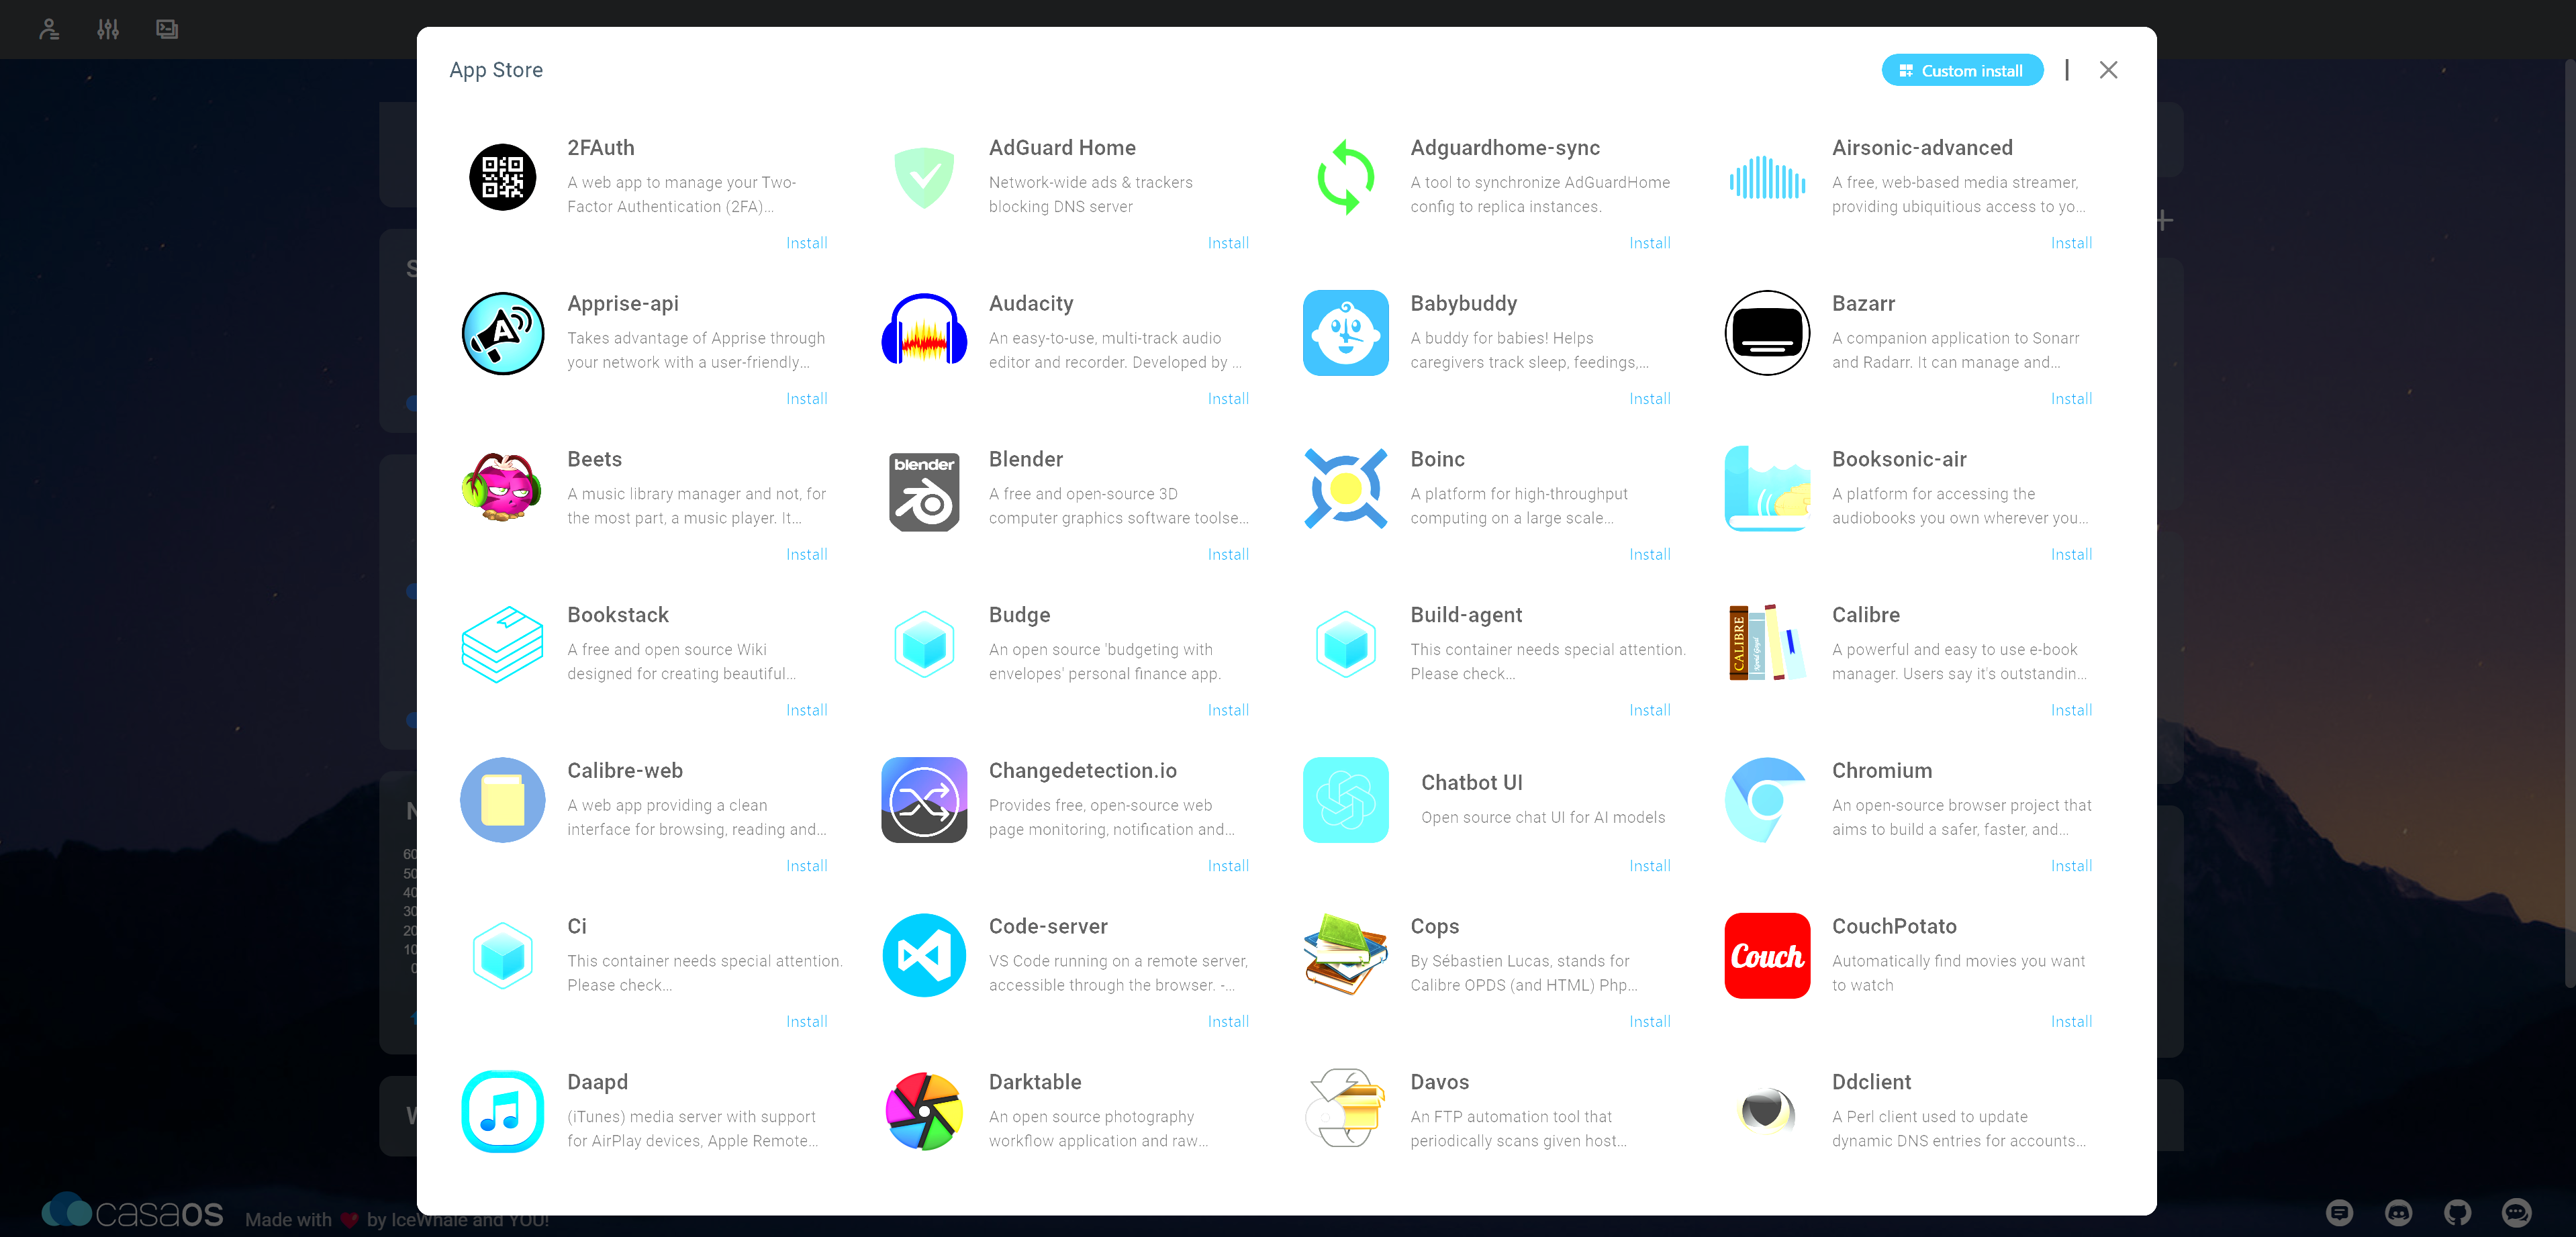 App Store
Custom install
2FAuth
A web app to manage your Two-
Factor Authentication (2FA)...
Install
AdGuard Home
Network-wide ads & trackers
blocking DNS server
Install
Adguardhome-sync
A tool to synchronize AdGuardHome
config to replica instances.
Install
Airsonic-advanced
A free, web-based media streamer,
providing ubiquitious access to yo...
Install
Apprise-api
Takes advantage of Apprise through
your network with a user-friendly...
Install
Audacity
An easy-to-use, multi-track audio
editor and recorder. Developed by ...
Install
Babybuddy
A buddy for babies! Helps
caregivers track sleep, feedings,...
Install
Bazarr
A companion application to Sonarr
and Radarr. It can manage and...
Install
Beets
A music library manager and not, for
the most part, a music player. It...
Install
blender
Blender
A free and open-source 3D
computer graphics software toolse...
Install
Boinc
A platform for high-throughput
computing on a large scale...
Install
Booksonic-air
A platform for accessing the
audiobooks you own wherever you...
Install
Bookstack
A free and open source Wiki
designed for creating beautiful...
Install
Budge
An open source 'budgeting with
envelopes' personal finance app.
Install
Build-agent
This container needs special attention.
Please check...
Install
CALIBRE
Calibre
A powerful and easy to use e-book
manager. Users say it's outstandin...
Install
Calibre-web
A web app providing a clean
interface for browsing, reading and...
Install
Changedetection.io
Provides free, open-source web
page monitoring, notification and...
Install
Chatbot UI
Open source chat UI for AI models
Install
Chromium
An open-source browser project that
aims to build a safer, faster, and...
Install
Ci
This container needs special attention.
Please check...
Install
Code-server
VS Code running on a remote server,
accessible through the browser. -...
Install
Cops
By Sébastien Lucas, stands for
Calibre OPDS (and HTML) Php...
Install
Couch
CouchPotato
Automatically find movies you want
to watch
Install
Daapd
(iTunes) media server with support
for AirPlay devices, Apple Remote...
Darktable
An open source photography
workflow application and raw...
Davos
An FTP automation tool that
periodically scans given host...
Ddclient
A Perl client used to update
dynamic DNS entries for accounts...
60
50
40
30
20
10
0
casaOS
Made with ❤ by IceWhale and YOU!